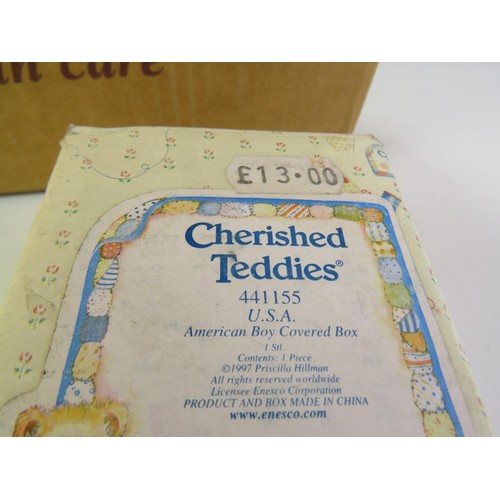 Care
£13.00
Cherished
Teddies®
441155
U.S.A.
American Boy Covered Box
1 Stl.
Contents: 1 Piece
©1997 Priscilla Hillman
All rights reserved worldwide
Licensee Enesco Corporation
PRODUCT AND BOX MADE IN CHINA
www.enesco.com